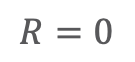 R = 0